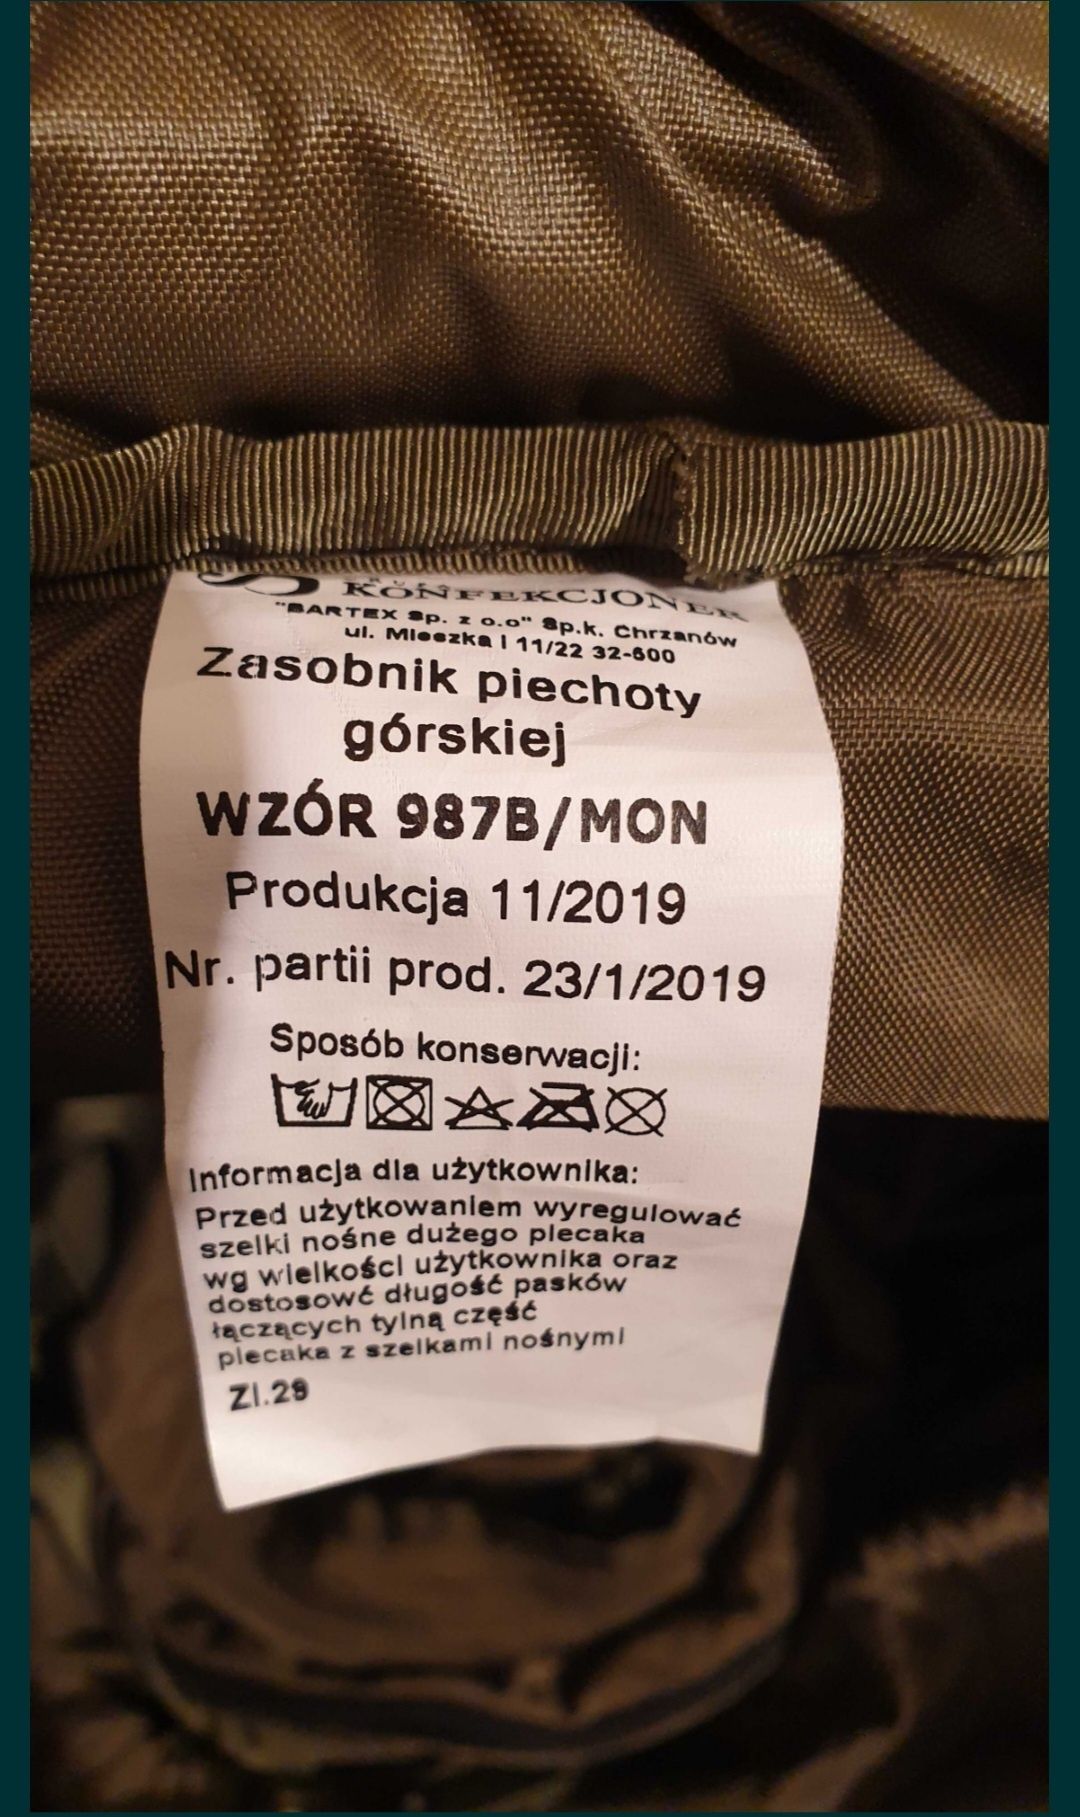 KONFEKCJONER
"BARTEX Sp. z o.o" Sp.k. Chrzanów
ul. Mieszka I 11/22 32-500
Zasobnik piechoty
górskiej
WZÓR 987B/MON
Produkcja 11/2019
Nr. partii prod. 23/1/2019
Sposób konserwacji:
Informacja dla użytkownika:
Przed użytkowaniem wyregulować
szelki nośne dużego plecaka
wg wielkości użytkownika oraz
dostosowć długość pasków
łączących tylną część
plecaka z szelkami nośnymi
Zl.29